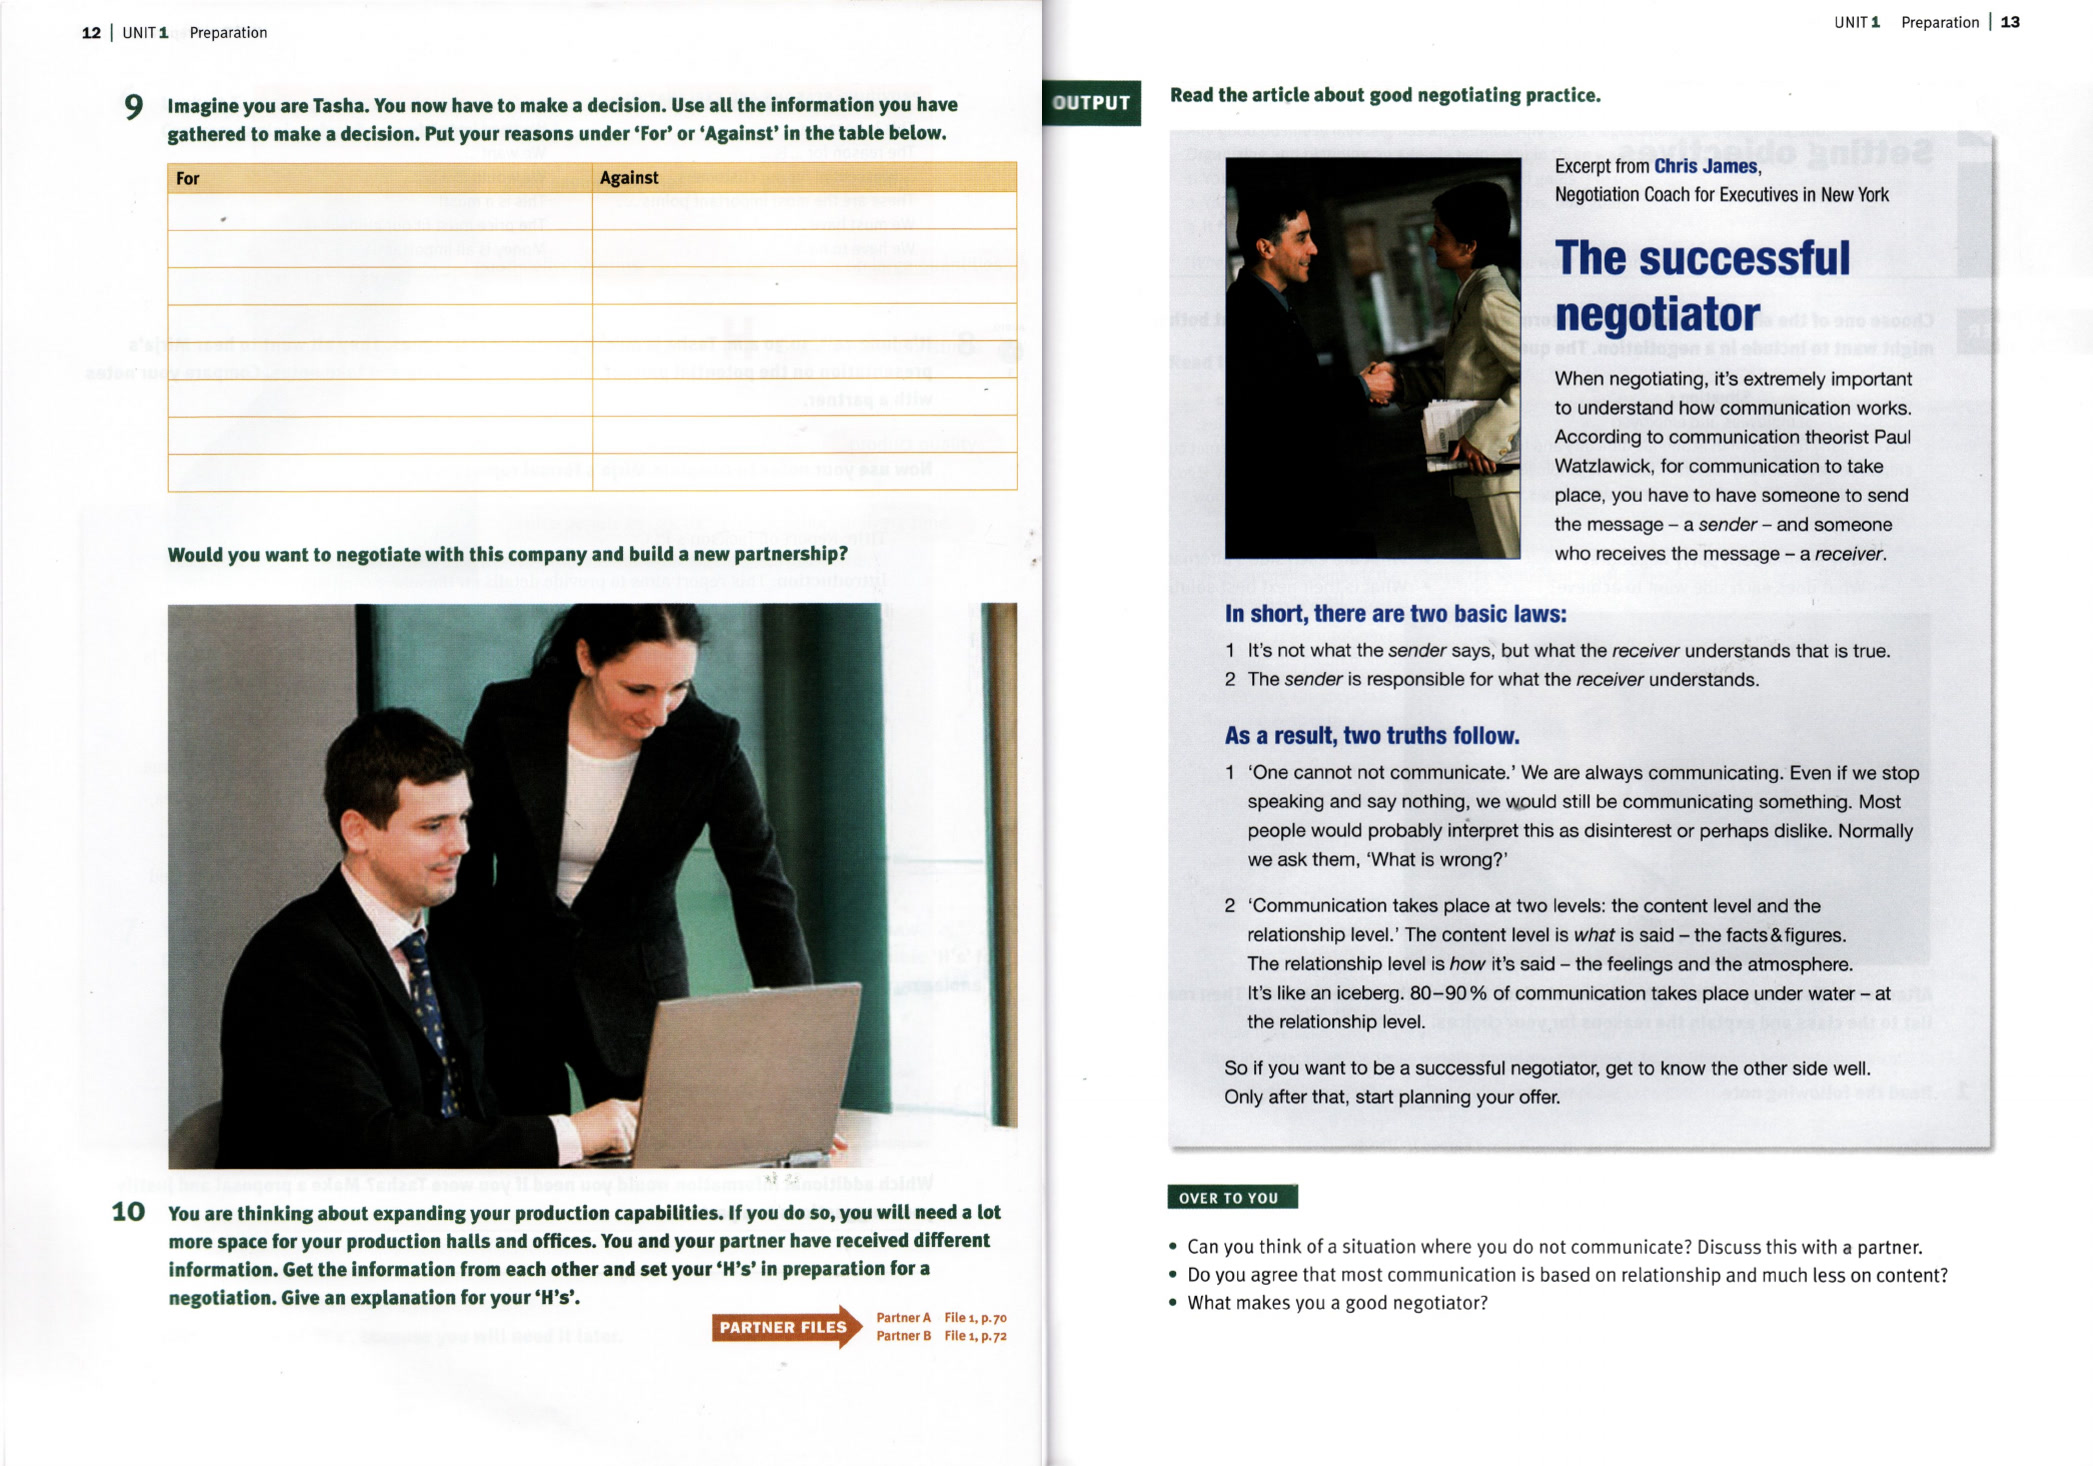 12 | UNIT 1 Preparation
9 Imagine you are Tasha. You now have to make a decision. Use all the information you have
gathered to make a decision. Put your reasons under ‘For’ or ‘Against’ in the table below.
For Against
Would you want to negotiate with this company and build a new partnership?
10 You are thinking about expanding your production capabilities. If you do so, you will need a lot
more space for your production halls and offices. You and your partner have received different
information. Get the information from each other and set your ‘H’s’ in preparation for a
negotiation. Give an explanation for your ‘H’s’.
PARTNER FILES
Partner A File 1, p.70
Partner B File 1, p.72
UNIT 1 Preparation | 13
OUTPUT
Read the article about good negotiating practice.
Excerpt from Chris James,
Negotiation Coach for Executives in New York
The successful
negotiator
When negotiating, it’s extremely important
to understand how communication works.
According to communication theorist Paul
Watzlawick, for communication to take
place, you have to have someone to send
the message – a sender – and someone
who receives the message – a receiver.
In short, there are two basic laws:
1 It’s not what the sender says, but what the receiver understands that is true.
2 The sender is responsible for what the receiver understands.
As a result, two truths follow.
1 ‘One cannot not communicate.’ We are always communicating. Even if we stop
speaking and say nothing, we would still be communicating something. Most
people would probably interpret this as disinterest or perhaps dislike. Normally
we ask them, ‘What is wrong?’
2 ‘Communication takes place at two levels: the content level and the
relationship level.’ The content level is what is said – the facts & figures.
The relationship level is how it’s said – the feelings and the atmosphere.
It’s like an iceberg. 80–90 % of communication takes place under water – at
the relationship level.
So if you want to be a successful negotiator, get to know the other side well.
Only after that, start planning your offer.
OVER TO YOU
• Can you think of a situation where you do not communicate? Discuss this with a partner.
• Do you agree that most communication is based on relationship and much less on content?
• What makes you a good negotiator?